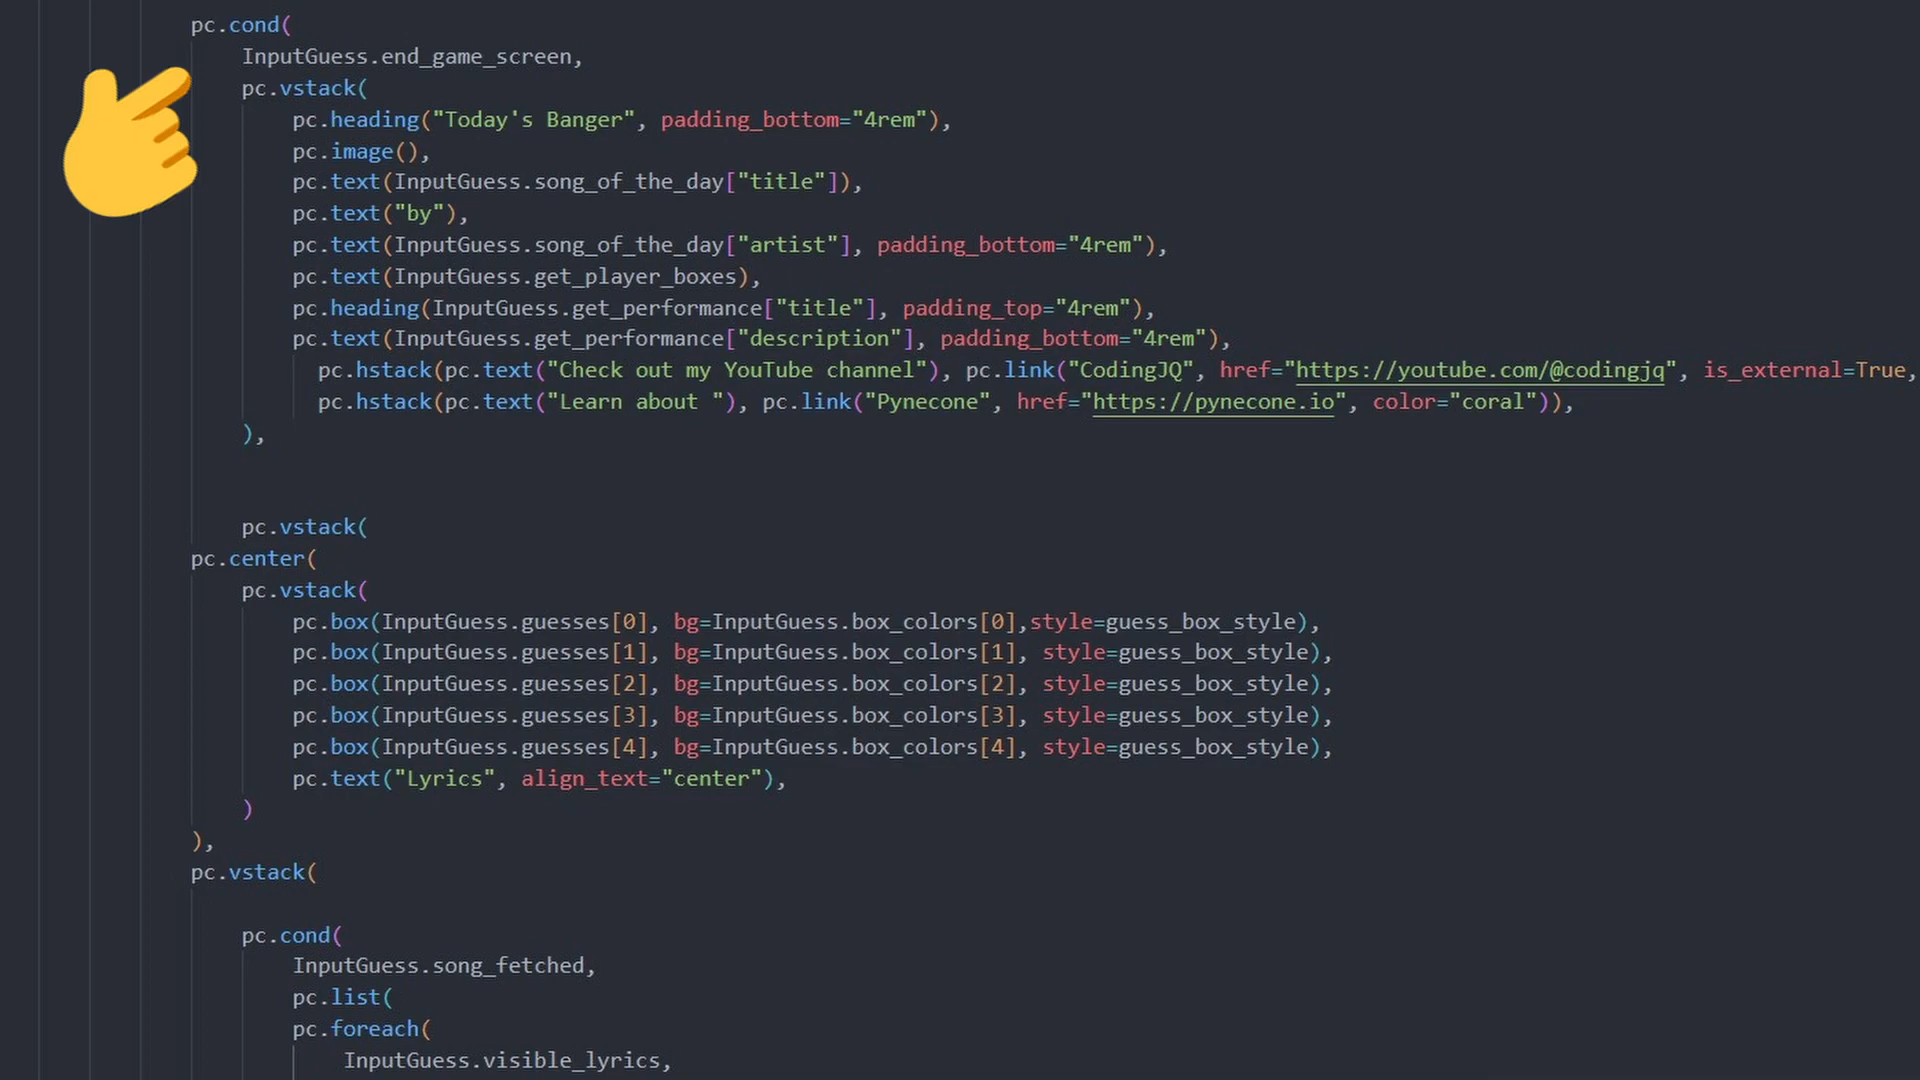 pc.cond(
InputGuess.end_game_screen,
pc.vstack(
pc.heading("Today's Banger", padding_bottom="4rem"),
pc.image(),
pc.text(InputGuess.song_of_the_day["title"]),
pc.text("by"),
pc.text(InputGuess.song_of_the_day["artist"], padding_bottom="4rem"),
pc.text(InputGuess.get_player_boxes),
pc.heading(InputGuess.get_performance["title"], padding_top="4rem"),
pc.text(InputGuess.get_performance["description"], padding_bottom="4rem"),
pc.hstack(pc.text("Check out my YouTube channel"), pc.link("CodingJQ", href="https://youtube.com/@codingjq", is_external=True,
pc.hstack(pc.text("Learn about "), pc.link("Pynecone", href="https://pynecone.io", color="coral")),
),
pc.vstack(
pc.center(
pc.vstack(
pc.box(InputGuess.guesses[0], bg=InputGuess.box_colors[0],style=guess_box_style),
pc.box(InputGuess.guesses[1], bg=InputGuess.box_colors[1], style=guess_box_style),
pc.box(InputGuess.guesses[2], bg=InputGuess.box_colors[2], style=guess_box_style),
pc.box(InputGuess.guesses[3], bg=InputGuess.box_colors[3], style=guess_box_style),
pc.box(InputGuess.guesses[4], bg=InputGuess.box_colors[4], style=guess_box_style),
pc.text("Lyrics", align_text="center"),
)
),
pc.vstack(
pc.cond(
InputGuess.song_fetched,
pc.list(
pc.foreach(
InputGuess.visible_lyrics,